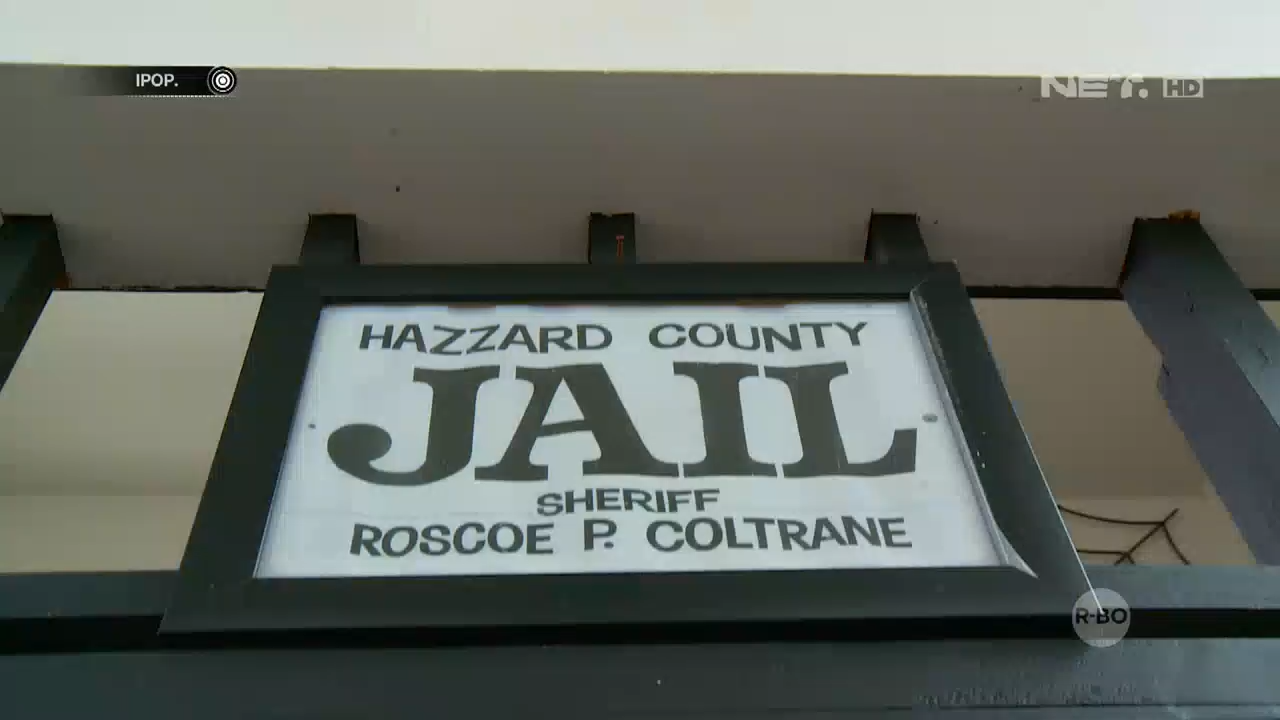 IPOP.
NET. HD
HAZZARD COUNTY
JAIL
SHERIFF
ROSCOE P. COLTRANE
R-BO